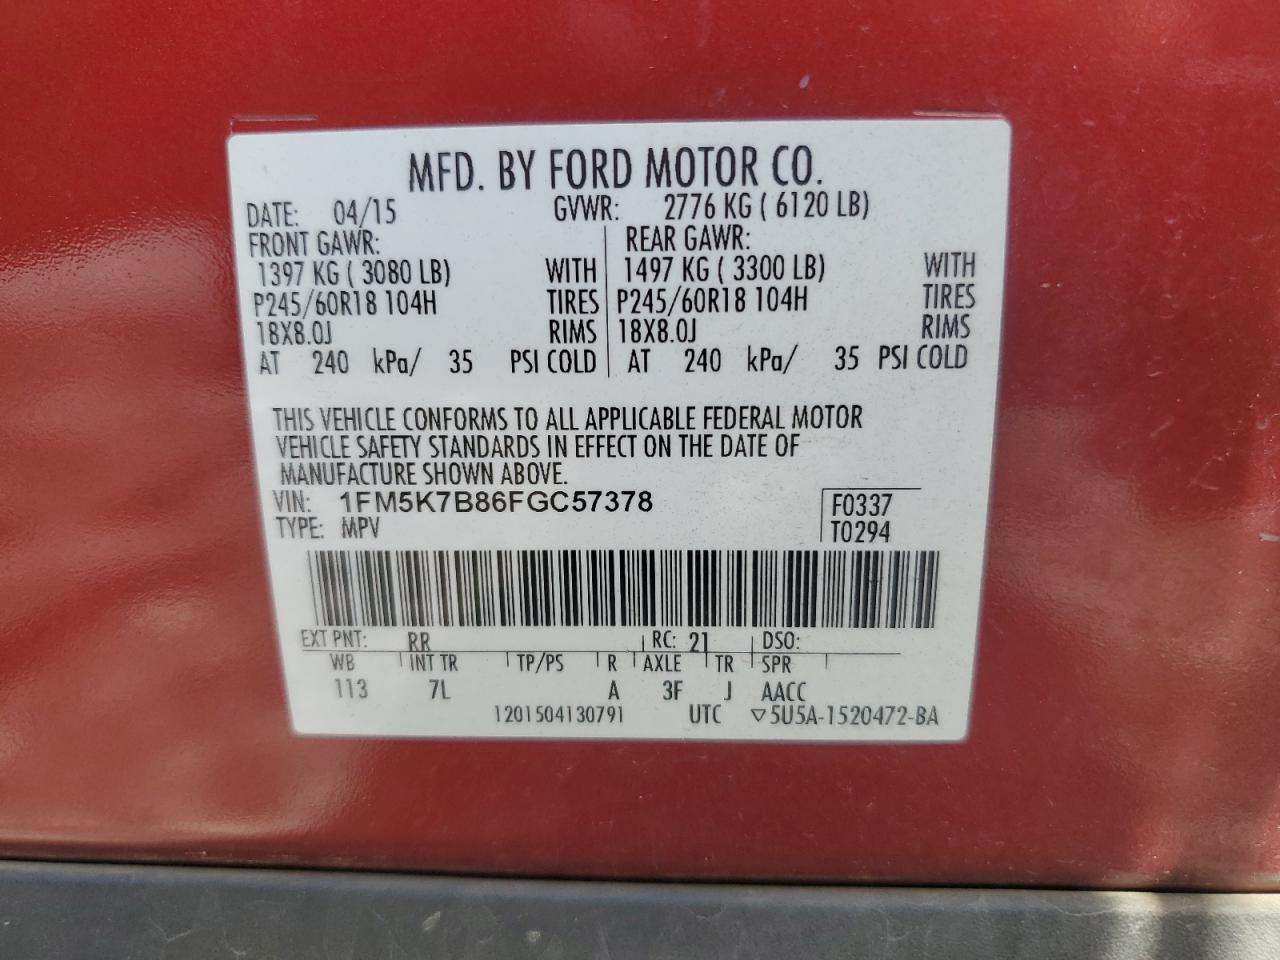 MFD. BY FORD MOTOR CO.
DATE: 04/15 GVWR: 2776 KG ( 6120 LB)
FRONT GAWR: REAR GAWR:
1397 KG ( 3080 LB) WITH 1497 KG ( 3300 LB) WITH
P245/60R18 104H TIRES P245/60R18 104H TIRES
18X8.0J RIMS 18X8.0J RIMS
AT 240 kPa/ 35 PSI COLD AT 240 kPa/ 35 PSI COLD
THIS VEHICLE CONFORMS TO ALL APPLICABLE FEDERAL MOTOR
VEHICLE SAFETY STANDARDS IN EFFECT ON THE DATE OF
MANUFACTURE SHOWN ABOVE.
VIN: 1FM5K7B86FGC57378 F0337
TYPE: MPV T0294
EXT PNT: RR RC: 21 DSO:
WB INT TR TP/PS R AXLE TR SPR
113 7L A 3F J AACC
1201504130791 UTC ▽5U5A-1520472-BA